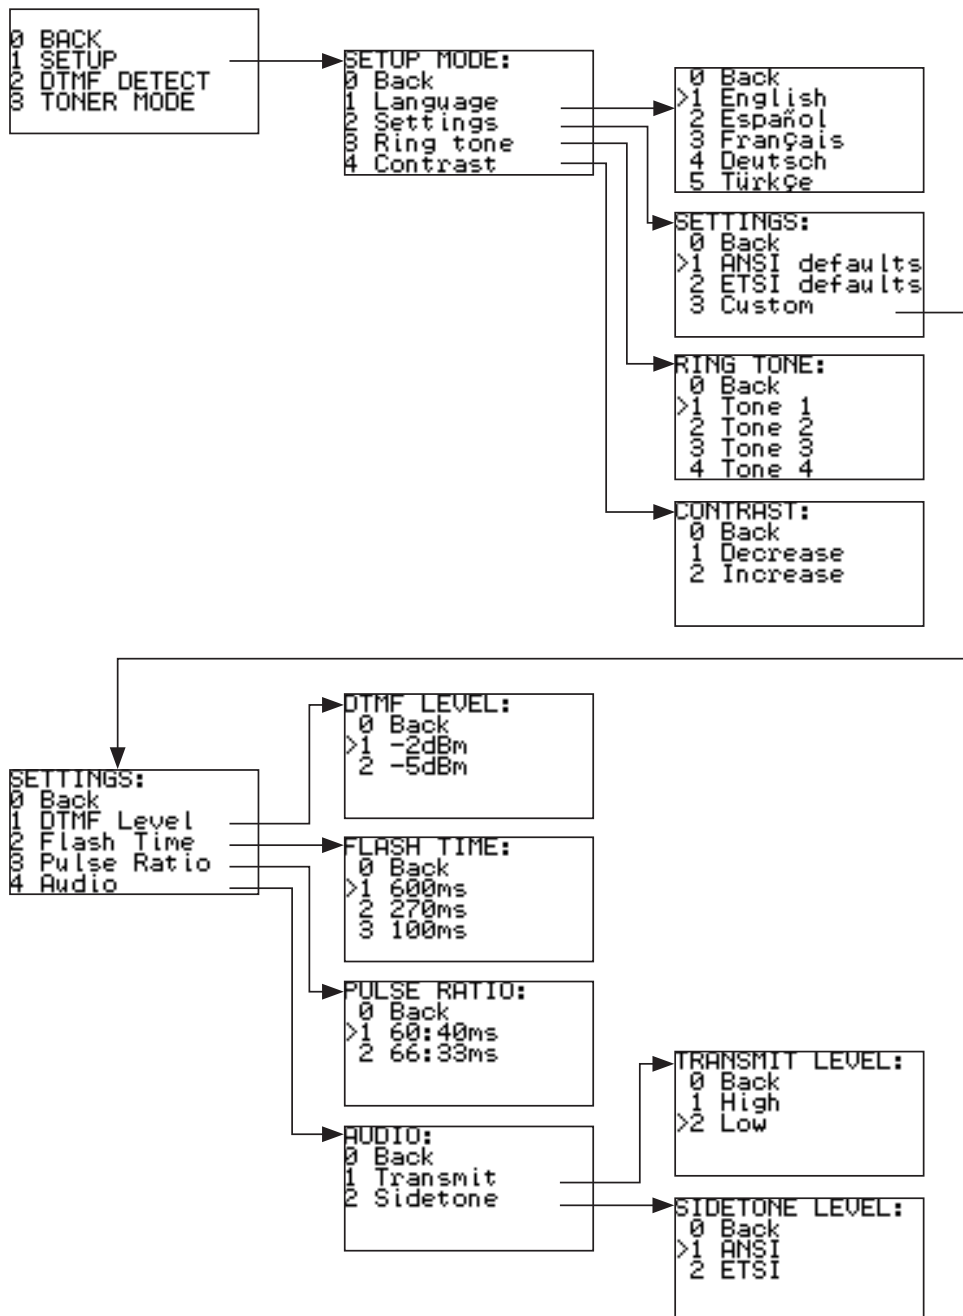 0 BACK
1 SETUP
2 DTMF DETECT
3 TONER MODE
SETUP MODE:
0 Back
1 Language
2 Settings
3 Ring tone
4 Contrast
0 Back
>1 English
2 Español
3 Français
4 Deutsch
5 Türkçe
SETTINGS:
0 Back
>1 ANSI defaults
2 ETSI defaults
3 Custom
RING TONE:
0 Back
>1 Tone 1
2 Tone 2
3 Tone 3
4 Tone 4
CONTRAST:
0 Back
1 Decrease
2 Increase
SETTINGS:
0 Back
1 DTMF Level
2 Flash Time
3 Pulse Ratio
4 Audio
DTMF LEVEL:
0 Back
>1 -2dBm
2 -5dBm
FLASH TIME:
0 Back
>1 600ms
2 270ms
3 100ms
PULSE RATIO:
0 Back
>1 60:40ms
2 66:33ms
AUDIO:
0 Back
1 Transmit
2 Sidetone
TRANSMIT LEVEL:
0 Back
1 High
>2 Low
SIDETONE LEVEL:
0 Back
>1 ANSI
2 ETSI